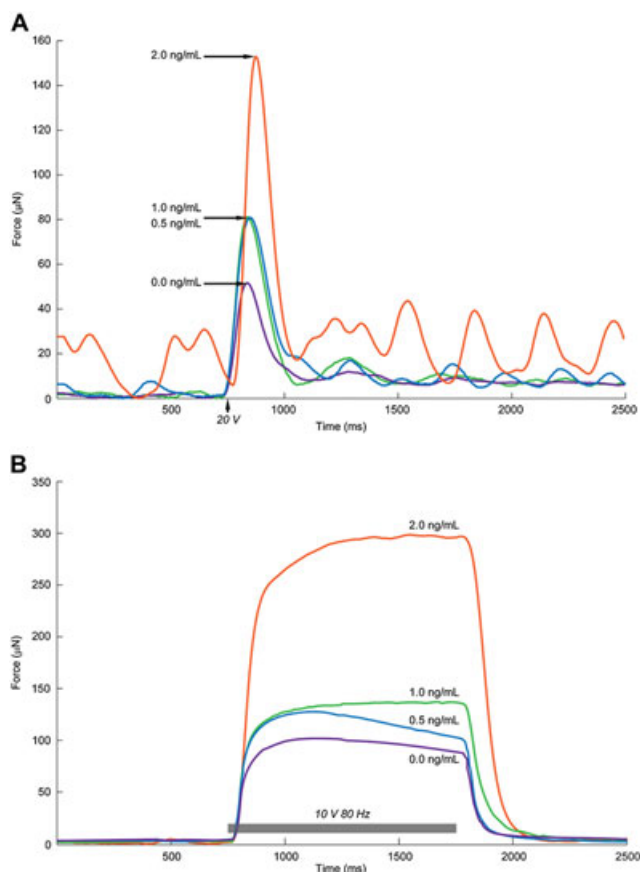 A
160
140
120
100
80
60
40
20
0
Force (µN)
2.0 ng/mL
1.0 ng/mL
0.5 ng/mL
0.0 ng/mL
500
1000
1500
2000
2500
20 V
Time (ms)
B
350
300
250
200
150
100
50
0
Force (µN)
2.0 ng/mL
1.0 ng/mL
0.5 ng/mL
0.0 ng/mL
10 V 80 Hz
500
1000
1500
2000
2500
Time (ms)